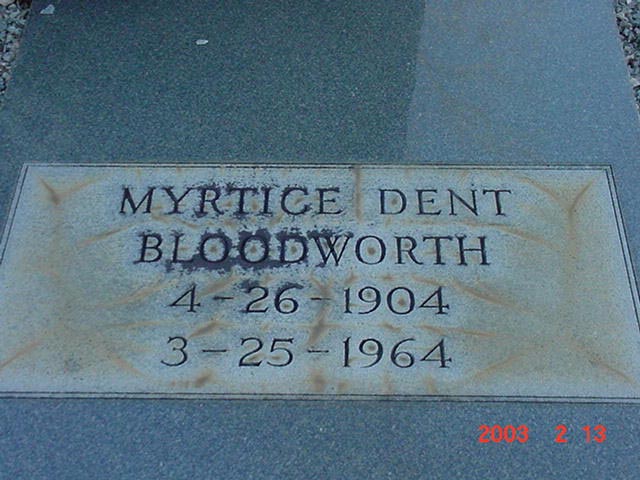 MYRTICE DENT
BLOODWORTH
4-26-1904
3-25-1964
2003 2 13